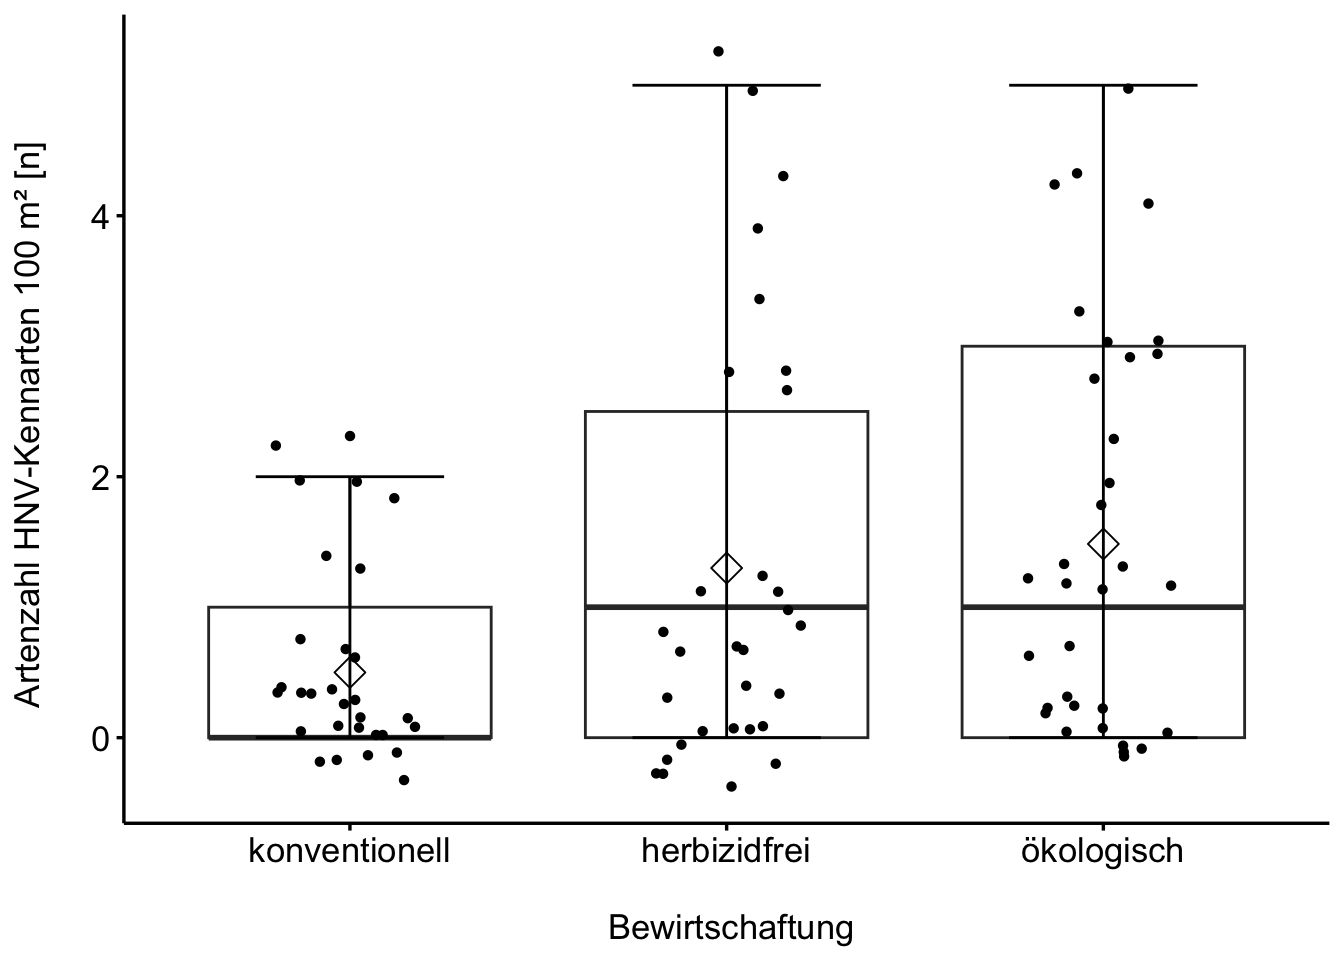 Artenzahl HNV-Kennarten 100 m² [n]
4
2
0
konventionell
herbizidfrei
ökologisch
Bewirtschaftung